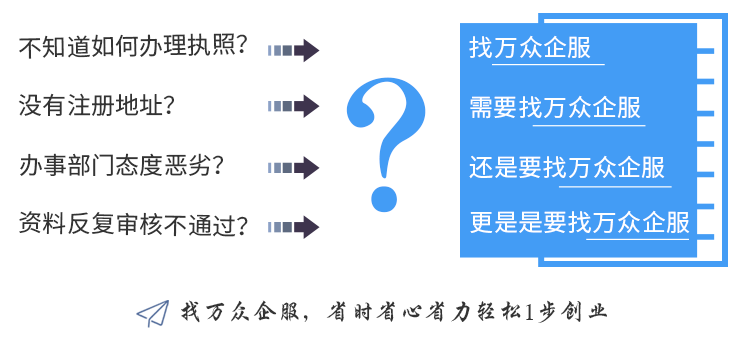 不知道如何办理执照？
找万众企服
没有注册地址？
需要找万众企服
办事部门态度恶劣？
还是要找万众企服
资料反复审核不通过？
更是是要找万众企服
?
找万众企服，省时省心省力轻松1步创业